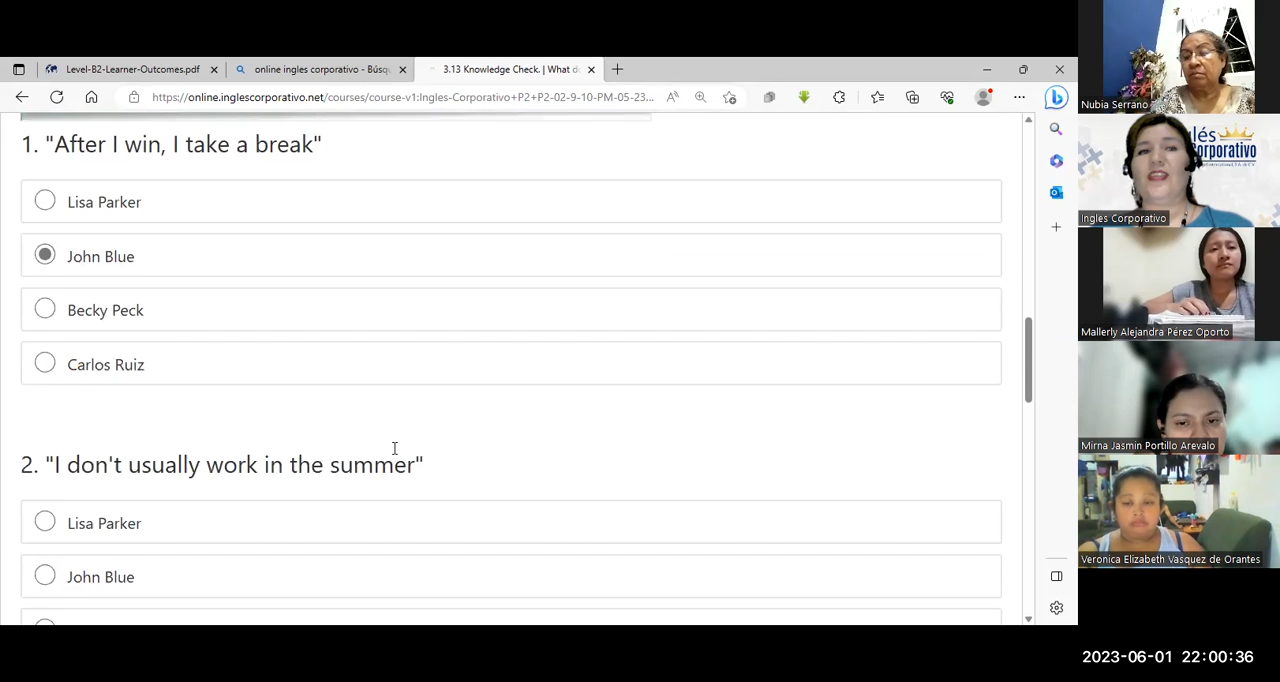 Level-B2-Learner-Outcomes.pdf
online ingles corporativo - Búsq
3.13 Knowledge Check. | What d
https://online.inglescorporativo.net/courses/course-v1:Ingles-Corporativo+P2+P2-02-9-10-PM-05-23...
1. "After I win, I take a break"
Lisa Parker
John Blue
Becky Peck
Carlos Ruiz
2. "I don't usually work in the summer"
Lisa Parker
John Blue
Nubia Serrano
Ingles Corporativo
Mallerly Alejandra Pérez Oporto
Mirna Jasmin Portillo Arevalo
Veronica Elizabeth Vasquez de Orantes
2023-06-01 22:00:36